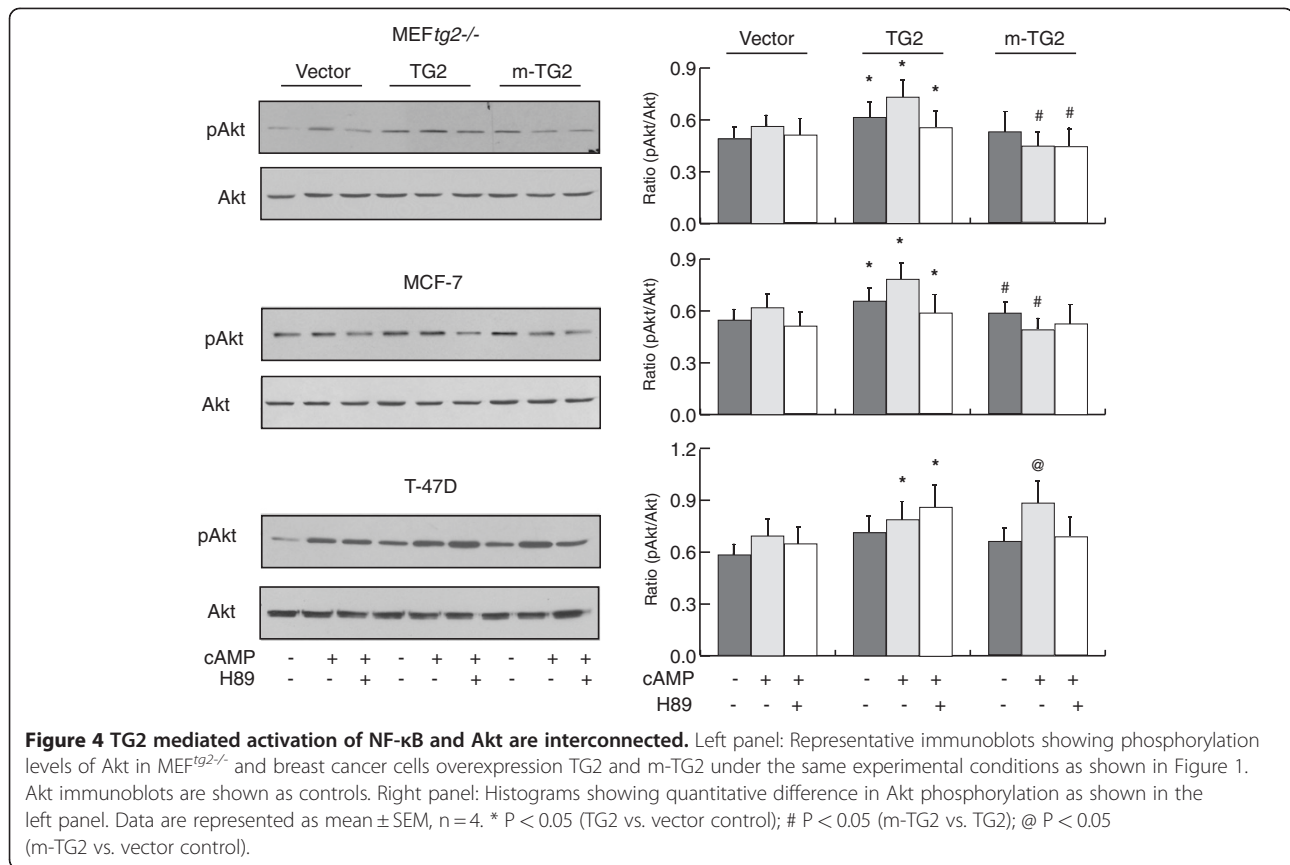 MEFtg2-/-
Vector TG2 m-TG2
pAkt
Akt
MCF-7
pAkt
Akt
T-47D
pAkt
Akt
cAMP - + + - + + - + +
H89 - - + - - + - - +
Vector TG2 m-TG2
Ratio (pAkt/Akt)
0.9
0.6
0.3
0.0
* * * # #
Ratio (pAkt/Akt)
0.9
0.6
0.3
0.0
* * * # #
Ratio (pAkt/Akt)
1.2
0.9
0.6
0.3
0.0
* * @
cAMP - + + - + + - + +
H89 - - + - - + - - +
Figure 4 TG2 mediated activation of NF-κB and Akt are interconnected. Left panel: Representative immunoblots showing phosphorylation
levels of Akt in MEFtg2-/- and breast cancer cells overexpression TG2 and m-TG2 under the same experimental conditions as shown in Figure 1.
Akt immunoblots are shown as controls. Right panel: Histograms showing quantitative difference in Akt phosphorylation as shown in the
left panel. Data are represented as mean ± SEM, n = 4. * P < 0.05 (TG2 vs. vector control); # P < 0.05 (m-TG2 vs. TG2); @ P < 0.05
(m-TG2 vs. vector control).